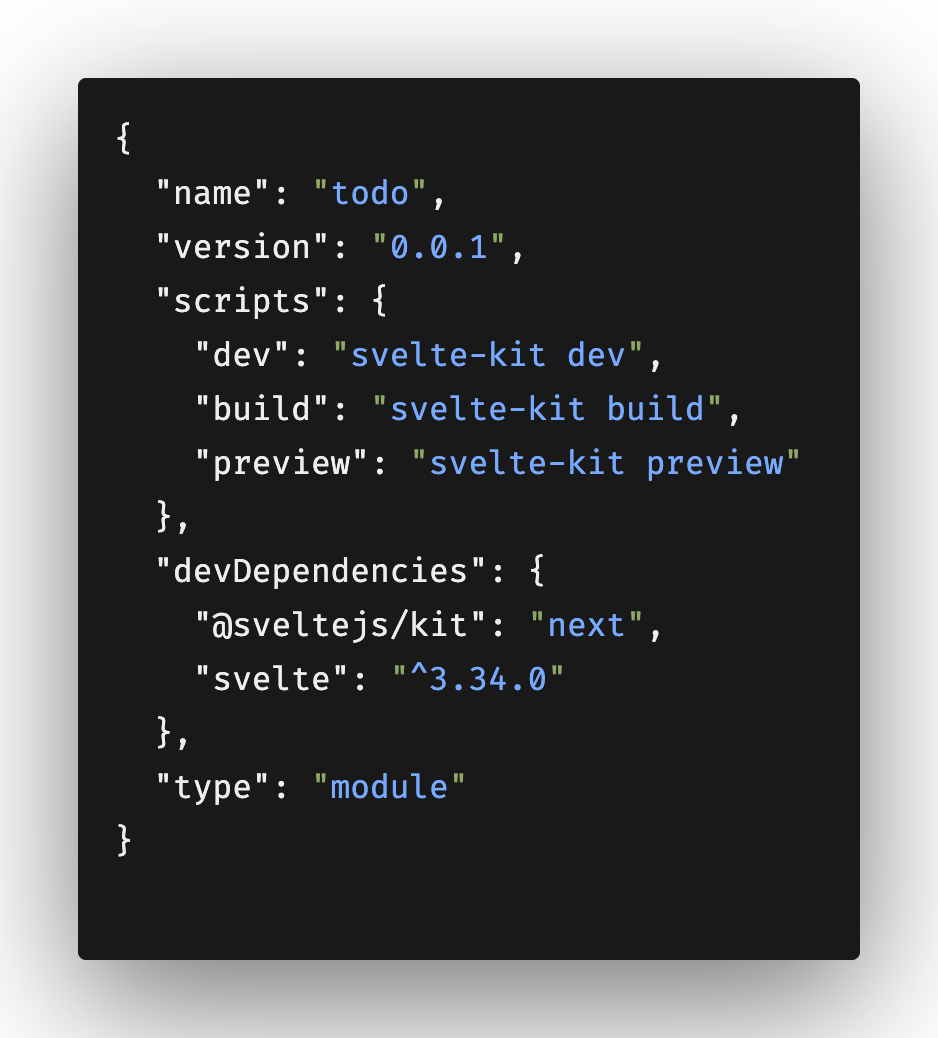 {
  "name": "todo",
  "version": "0.0.1",
  "scripts": {
    "dev": "svelte-kit dev",
    "build": "svelte-kit build",
    "preview": "svelte-kit preview"
  },
  "devDependencies": {
    "@sveltejs/kit": "next",
    "svelte": "^3.34.0"
  },
  "type": "module"
}